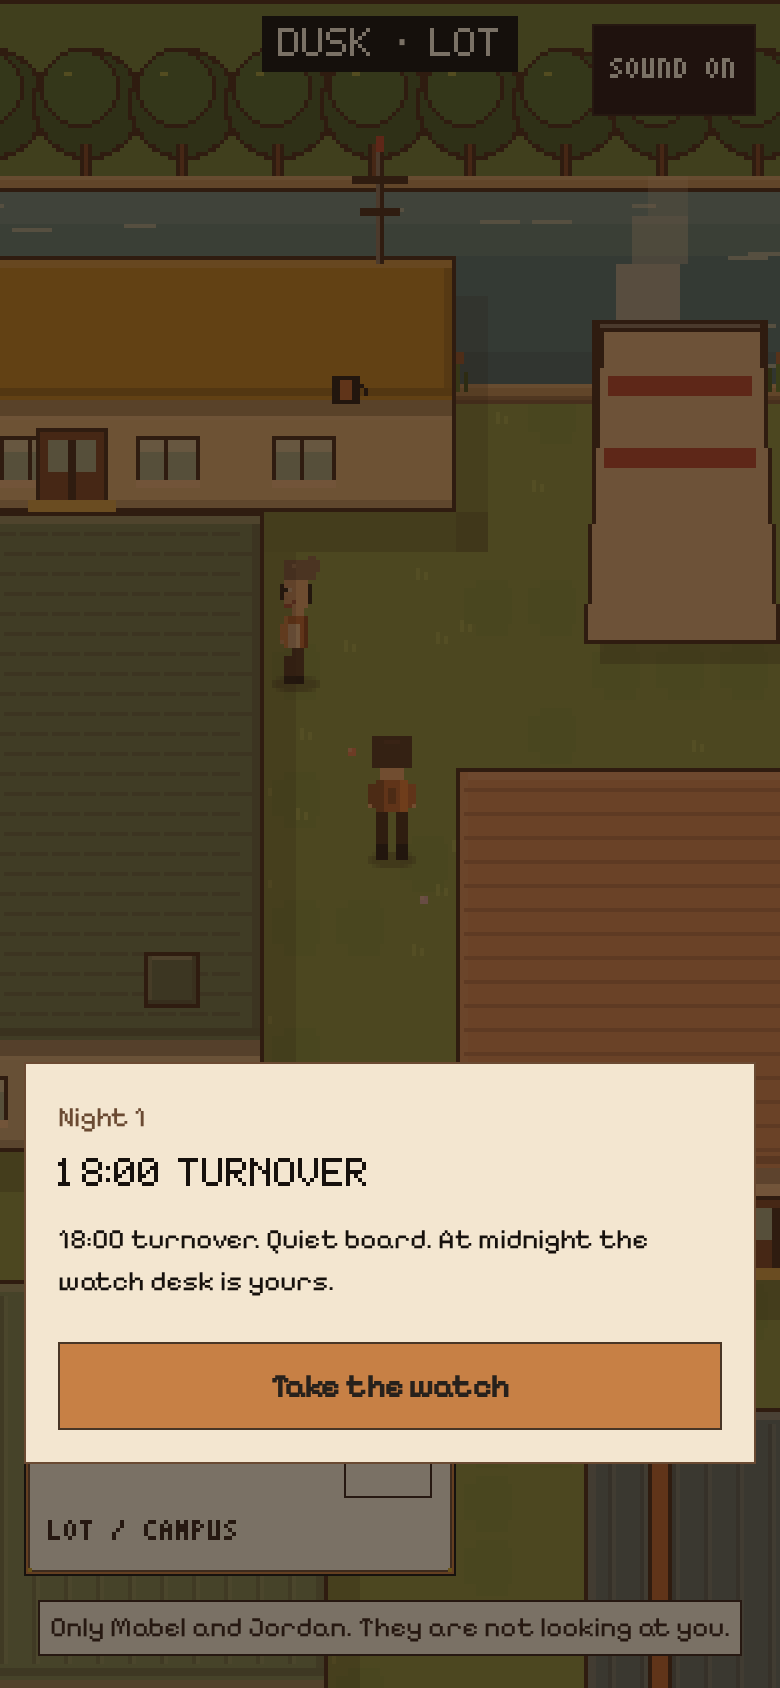 DUSK · LOT
SOUND ON
Night 1
18:00 TURNOVER
18:00 turnover. Quiet board. At midnight the
watch desk is yours.
Take the watch
LOT / CAMPUS
Only Mabel and Jordan. They are not looking at you.